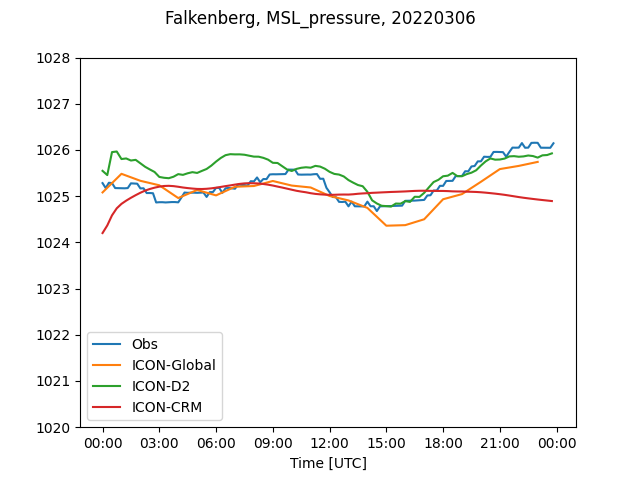 Falkenberg, MSL_pressure, 20220306
1028
1027
1026
1025
1024
1023
1022
1021
1020
Obs
ICON-Global
ICON-D2
ICON-CRM
00:00 03:00 06:00 09:00 12:00 15:00 18:00 21:00 00:00
Time [UTC]